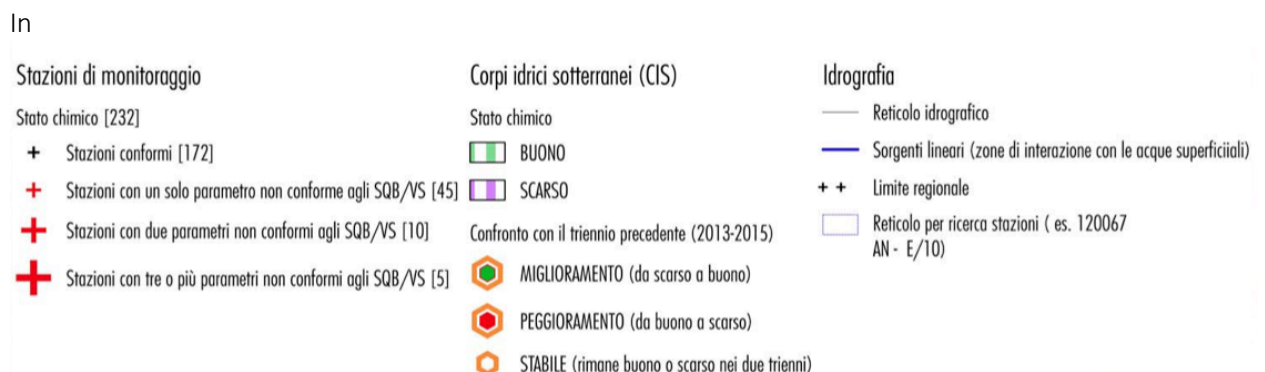 In
Stazioni di monitoraggio
Stato chimico [232]
Stazioni conformi [172]
Stazioni con un solo parametro non conforme agli SQB/VS [45]
Stazioni con due parametri non conformi agli SQB/VS [10]
Stazioni con tre o più parametri non conformi agli SQB/VS [5]
Corpi idrici sotterranei (CIS)
Stato chimico
BUONO
SCARSO
Confronto con il triennio precedente (2013-2015)
MIGLIORAMENTO (da scarso a buono)
PEGGIORAMENTO (da buono a scarso)
STABILE (rimane buono o scarso nei due trienni)
Idrografia
Reticolo idrografico
Sorgenti lineari (zone di interazione con le acque superficiiali)
Limite regionale
Reticolo per ricerca stazioni ( es. 120067
AN - E/10)